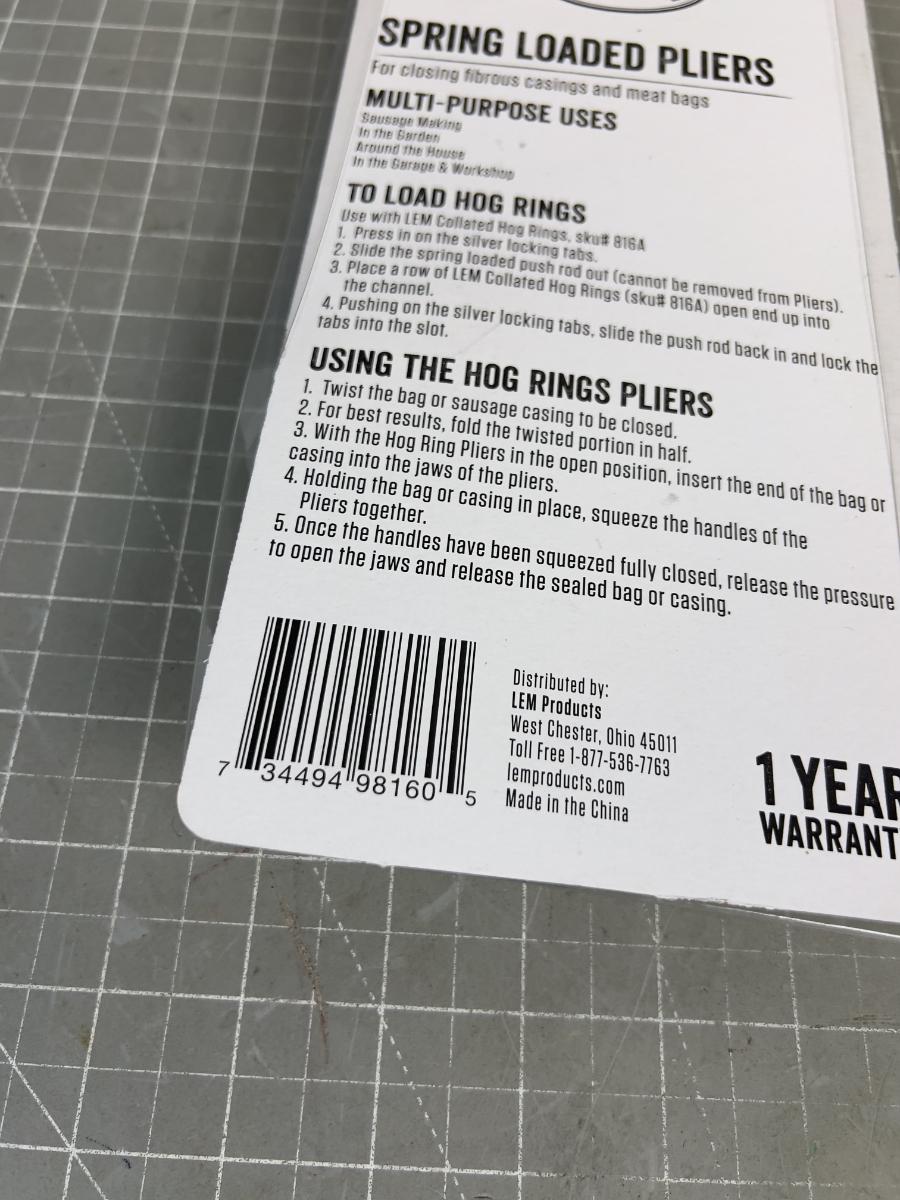 SPRING LOADED PLIERS
For closing fibrous casings and meat bags
MULTI-PURPOSE USES
Sausage Making
In the Garden
Around the House
In the Garage & Workshop
TO LOAD HOG RINGS
Use with LEM Collated Hog Rings, sku# 816A
1. Press in on the silver locking tabs.
2. Slide the spring loaded push rod out (cannot be removed from Pliers).
3. Place a row of LEM Collated Hog Rings (sku# 816A) open end up into
the channel.
4. Pushing on the silver locking tabs, slide the push rod back in and lock the
tabs into the slot.
USING THE HOG RINGS PLIERS
1. Twist the bag or sausage casing to be closed.
2. For best results, fold the twisted portion in half.
3. With the Hog Ring Pliers in the open position, insert the end of the bag or
casing into the jaws of the pliers.
4. Holding the bag or casing in place, squeeze the handles of the
Pliers together.
5. Once the handles have been squeezed fully closed, release the pressure
to open the jaws and release the sealed bag or casing.
7 34494 98160 5
Distributed by:
LEM Products
West Chester, Ohio 45011
Toll Free 1-877-536-7763
lemproducts.com
Made in the China
1 YEAR
WARRANT